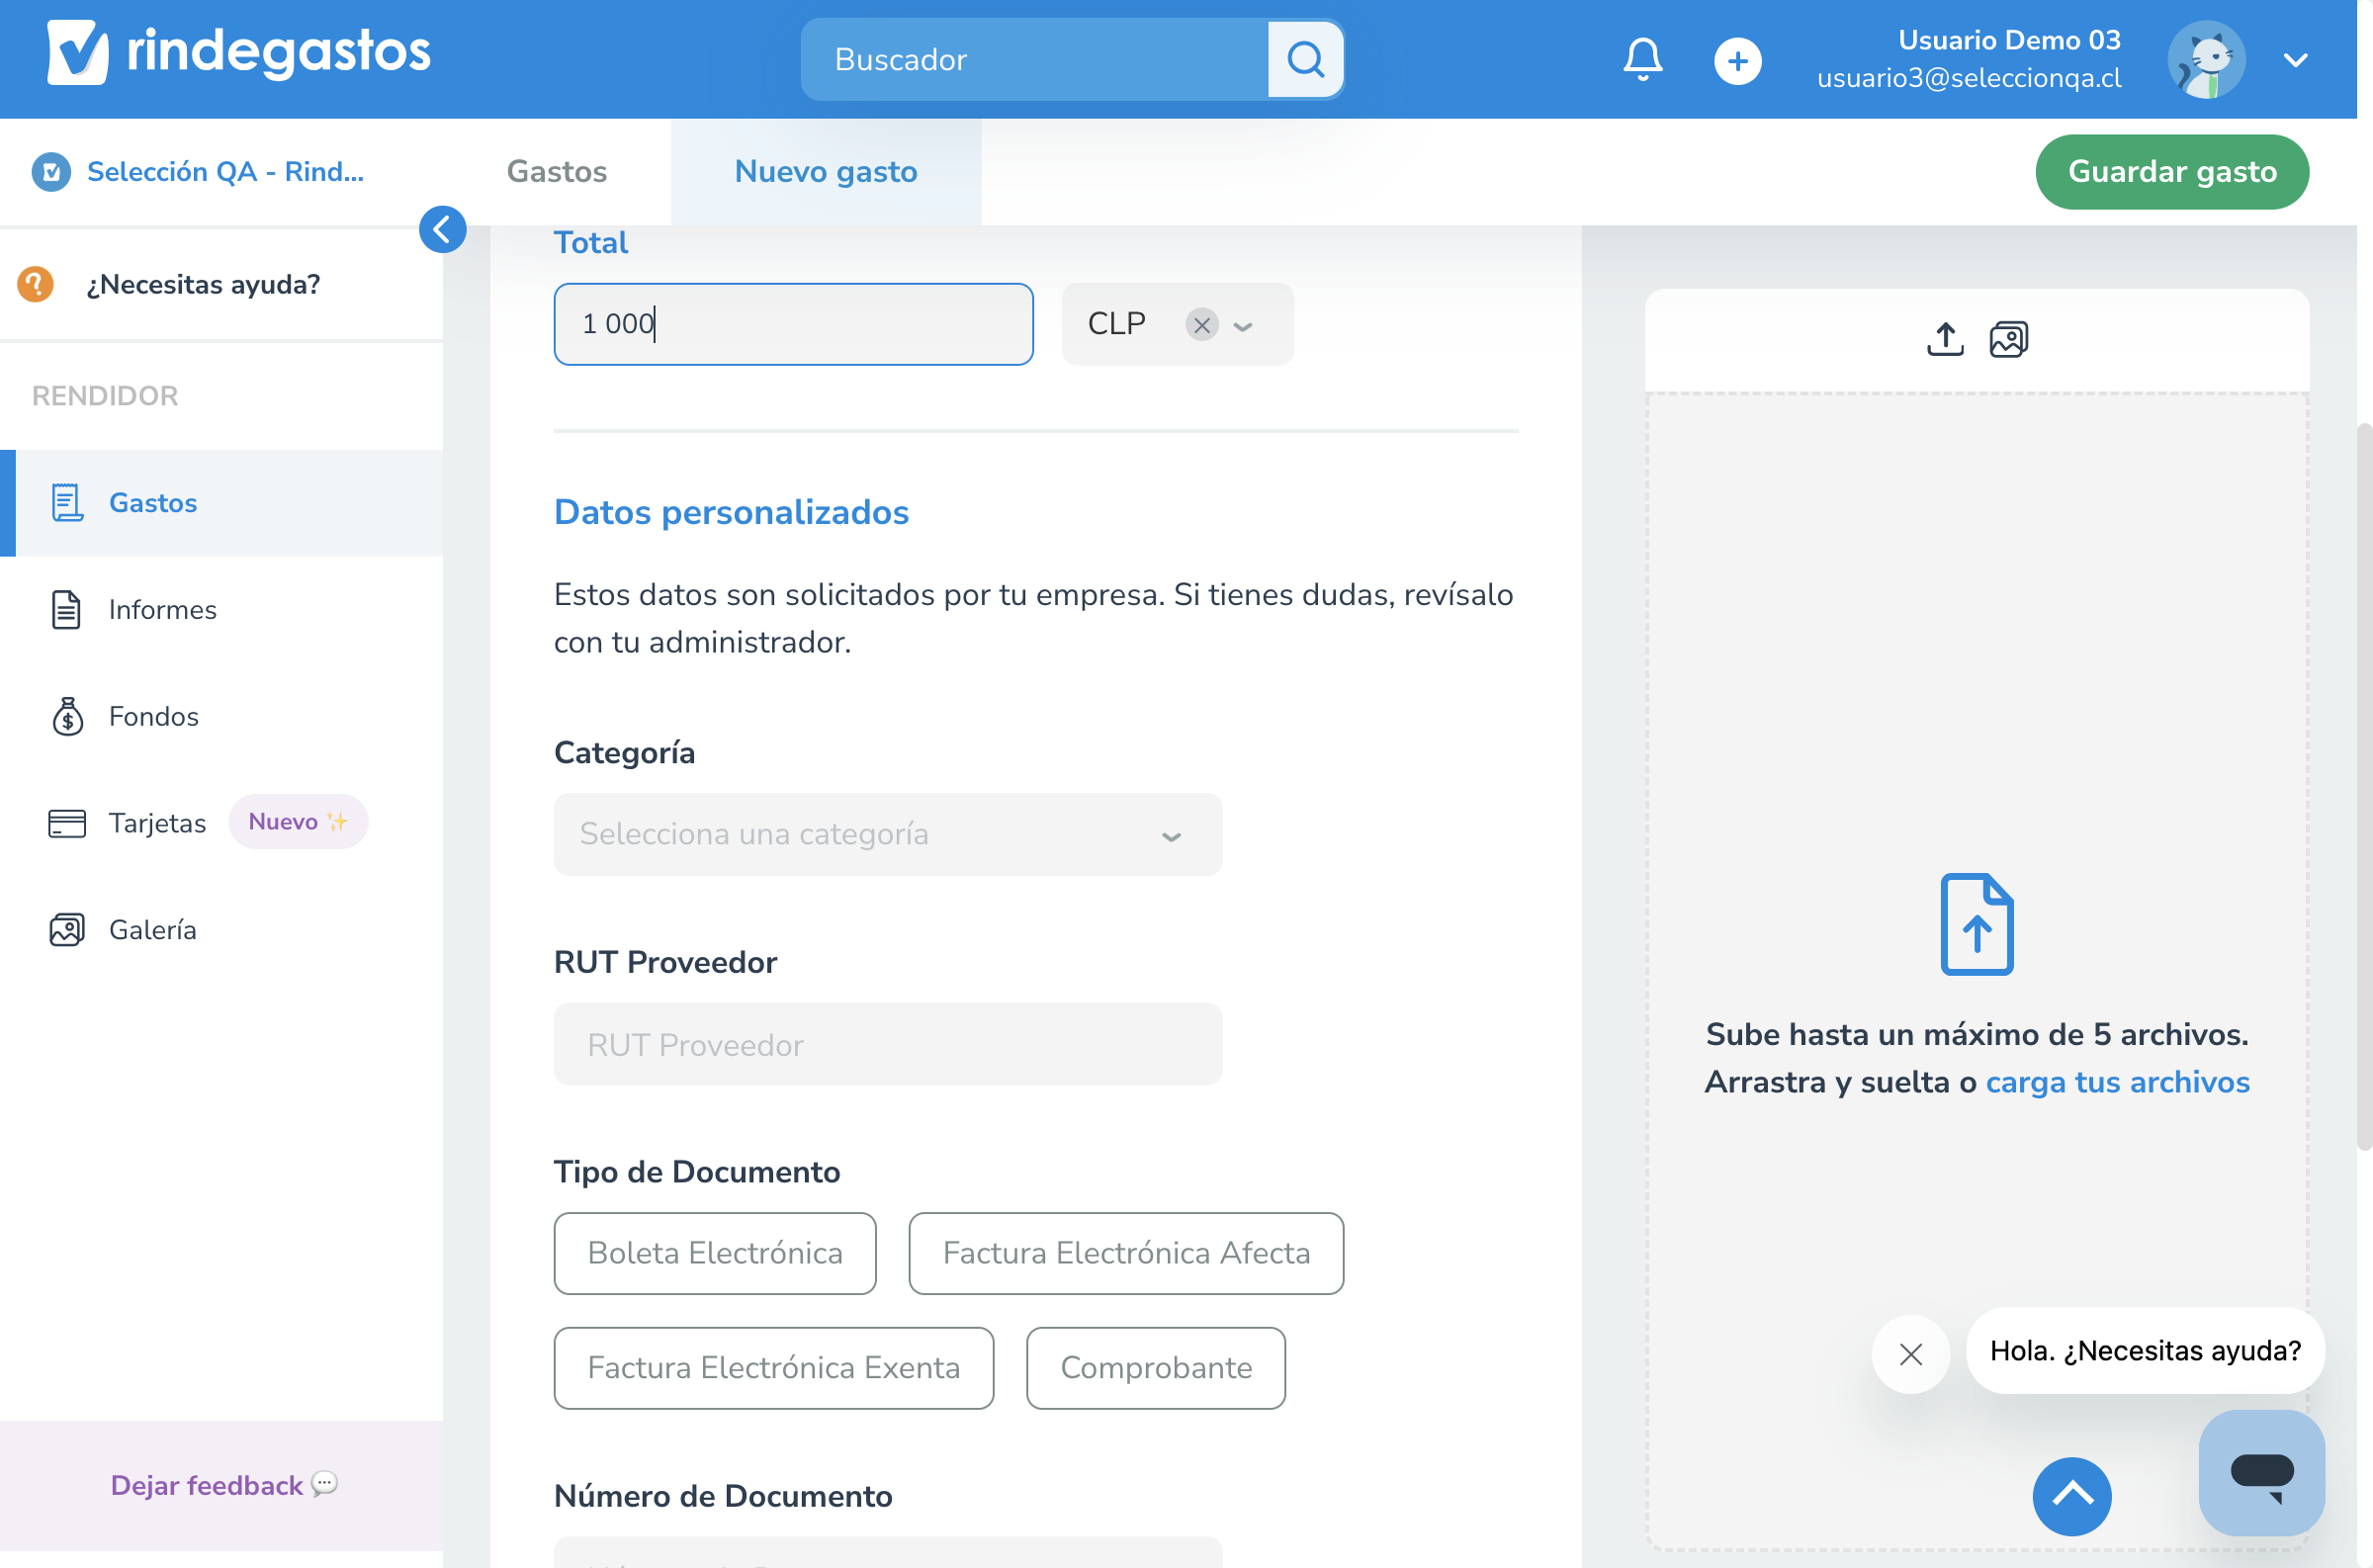 rindegastos
Buscador
Usuario Demo 03
usuario3@seleccionqa.cl
Selección QA - Rind...
Gastos
Nuevo gasto
Guardar gasto
¿Necesitas ayuda?
RENDIDOR
Gastos
Informes
Fondos
Tarjetas
Nuevo ✨
Galería
Dejar feedback 💬
Total
1 000
CLP
Datos personalizados
Estos datos son solicitados por tu empresa. Si tienes dudas, revísalo
con tu administrador.
Categoría
Selecciona una categoría
RUT Proveedor
RUT Proveedor
Tipo de Documento
Boleta Electrónica
Factura Electrónica Afecta
Factura Electrónica Exenta
Comprobante
Número de Documento
Sube hasta un máximo de 5 archivos.
Arrastra y suelta o carga tus archivos
Hola. ¿Necesitas ayuda?